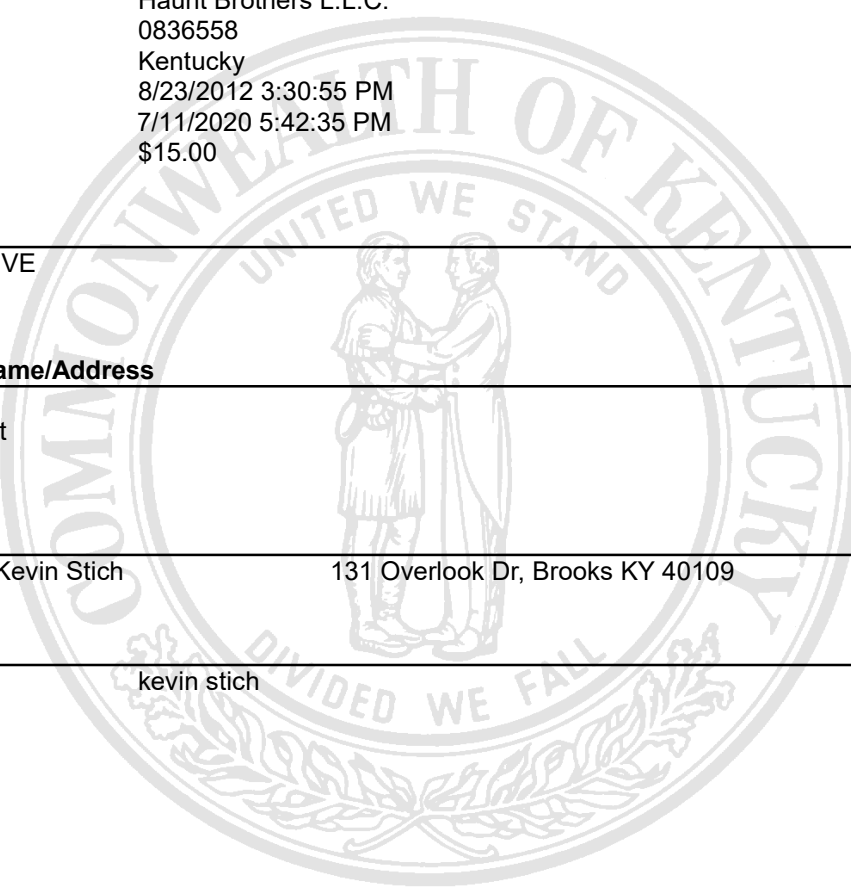 Haunt Brothers L.L.C.
0836558
Kentucky
8/23/2012 3:30:55 PM
7/11/2020 5:42:35 PM
$15.00
VE
ame/Address
t
Kevin Stich 131 Overlook Dr, Brooks KY 40109
kevin stich
COMMONWEALTH OF KENTUCKY
UNITED WE STAND
DIVIDED WE FALL